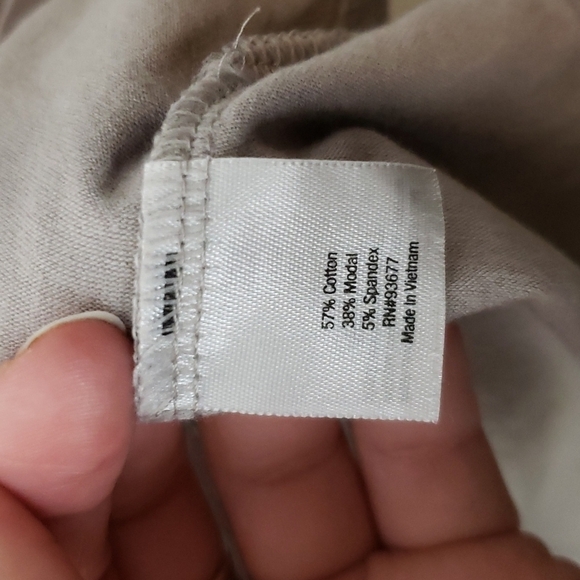 57% Cotton
38% Modal
5% Spandex
RN#93677
Made In Vietnam